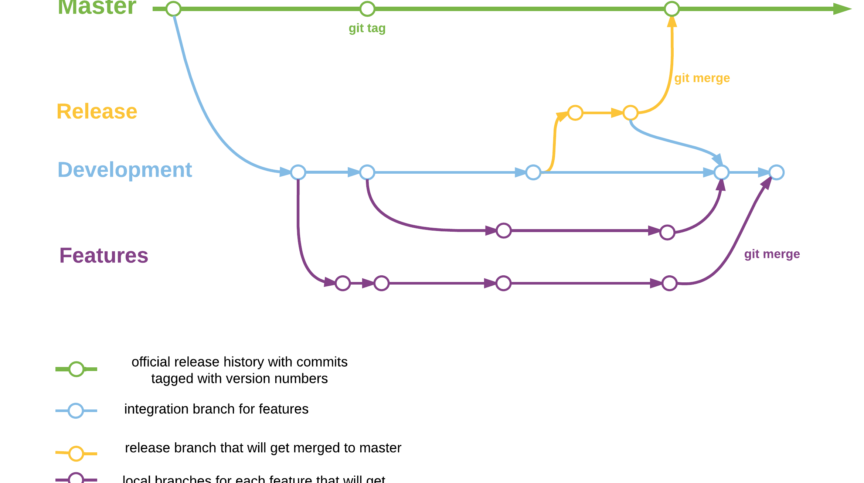 Master
git tag
git merge
Release
Development
Features
git merge
official release history with commits
tagged with version numbers
integration branch for features
release branch that will get merged to master
local branches for each feature that will get